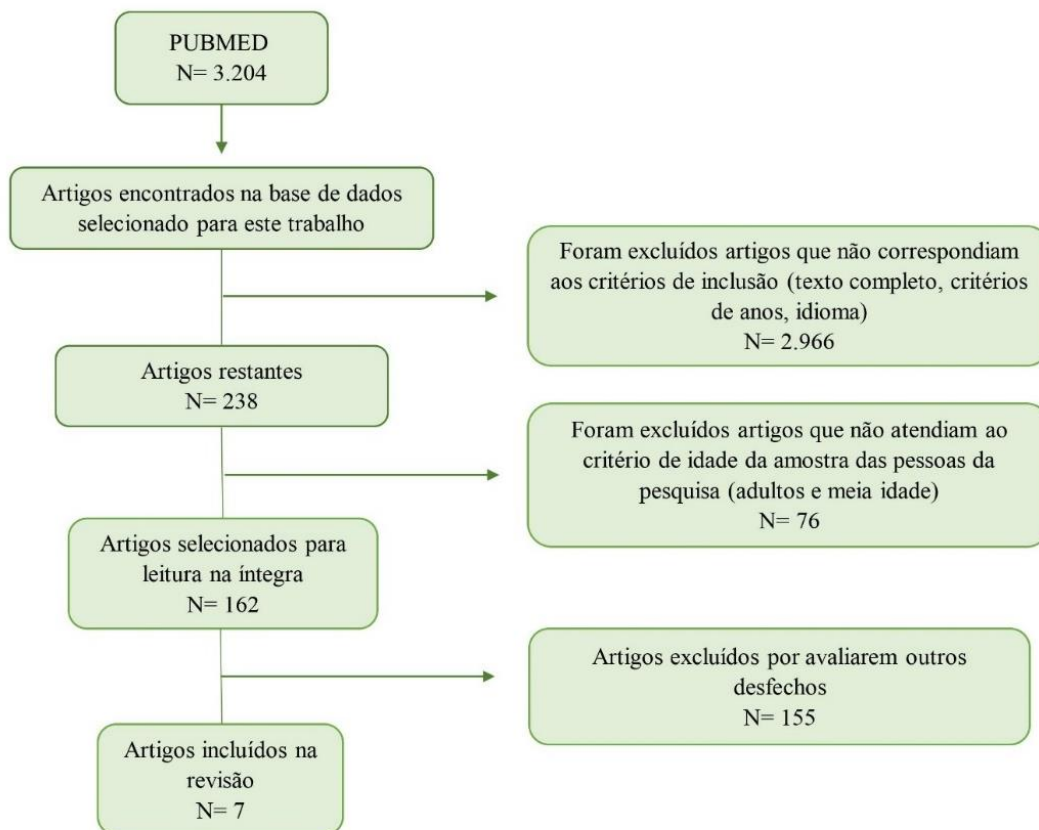 PUBMED
N= 3.204
Artigos encontrados na base de dados
selecionado para este trabalho
Foram excluídos artigos que não correspondiam
aos critérios de inclusão (texto completo, critérios
de anos, idioma)
N= 2.966
Artigos restantes
N= 238
Foram excluídos artigos que não atendiam ao
critério de idade da amostra das pessoas da
pesquisa (adultos e meia idade)
N= 76
Artigos selecionados para
leitura na íntegra
N= 162
Artigos excluídos por avaliarem outros
desfechos
N= 155
Artigos incluídos na
revisão
N= 7